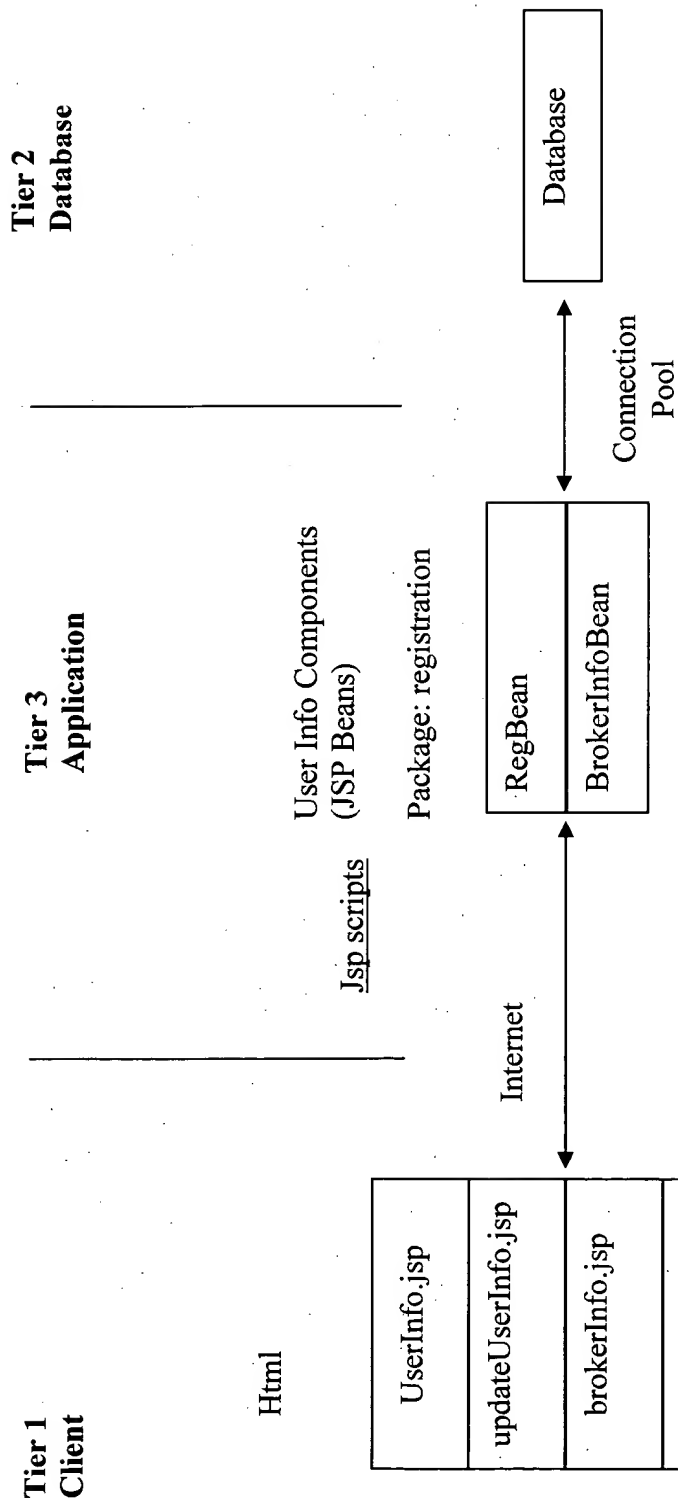 Tier 1
Client
Tier 3
Application
Tier 2
Database
Html
Jsp scripts
User Info Components
(JSP Beans)
Package: registration
UserInfo.jsp
updateUserInfo.jsp
brokerInfo.jsp
Internet
RegBean
BrokerInfoBean
Connection
Pool
Database